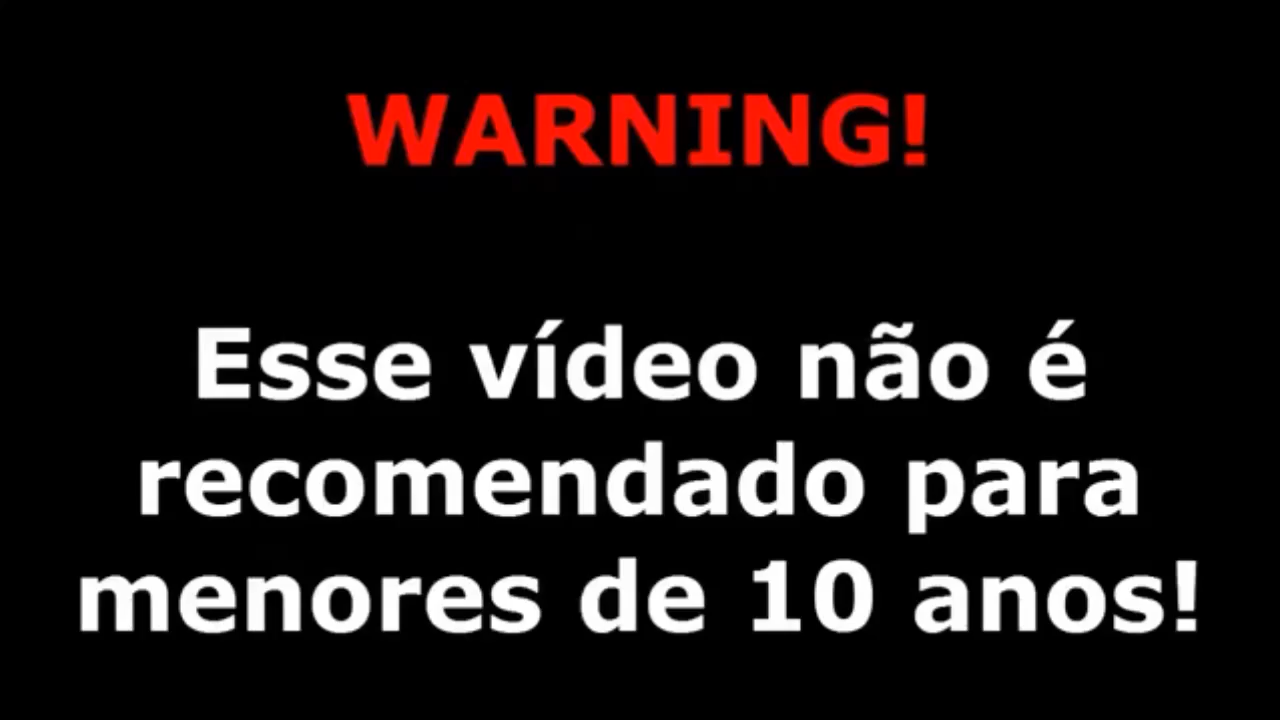 WARNING!
Esse vídeo não é
recomendado para
menores de 10 anos!